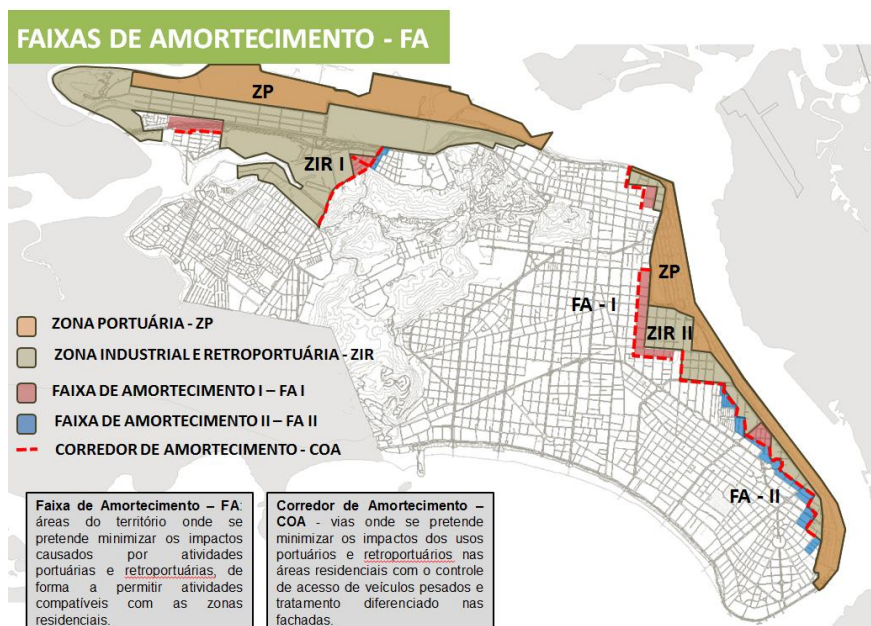 FAIXAS DE AMORTECIMENTO - FA
ZP
ZIR I
ZP
FA - I
ZIR II
FA - II
ZONA PORTUÁRIA - ZP
ZONA INDUSTRIAL E RETROPORTUÁRIA - ZIR
FAIXA DE AMORTECIMENTO I – FA I
FAIXA DE AMORTECIMENTO II – FA II
CORREDOR DE AMORTECIMENTO - COA
Faixa de Amortecimento – FA:
áreas do território onde se
pretende minimizar os impactos
causados por atividades
portuárias e retroportuárias, de
forma a permitir atividades
compatíveis com as zonas
residenciais.
Corredor de Amortecimento –
COA - vias onde se pretende
minimizar os impactos dos usos
portuários e retroportuários nas
áreas residenciais com o controle
de acesso de veículos pesados e
tratamento diferenciado nas
fachadas.